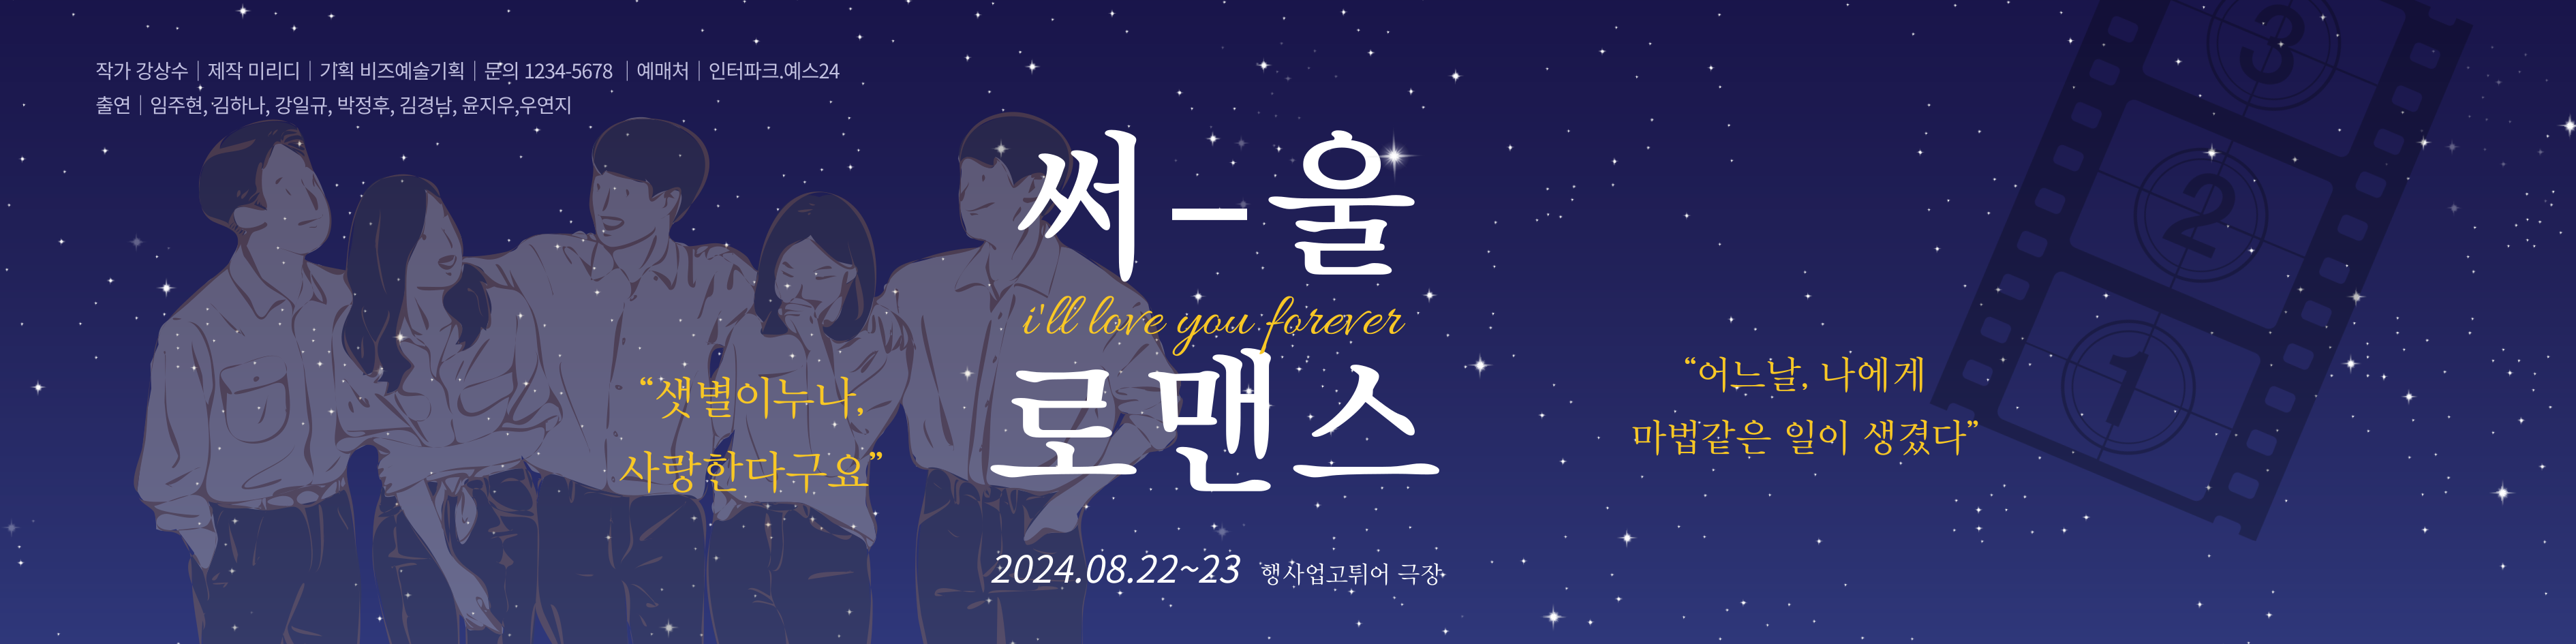 작가 강상수 | 제작 미리디 | 기획 비즈예술기획 | 문의 1234-5678 | 예매처 | 인터파크.예스24
출연 | 임주현, 김하나, 강일규, 박정후, 김경남, 윤지우,우연지
써–울
i'll love you forever
로맨스
“샛별이누나,
사랑한다구요”
“어느날, 나에게
마법같은 일이 생겼다”
2024.08.22~23 행사업고튀어 극장
3
2
1